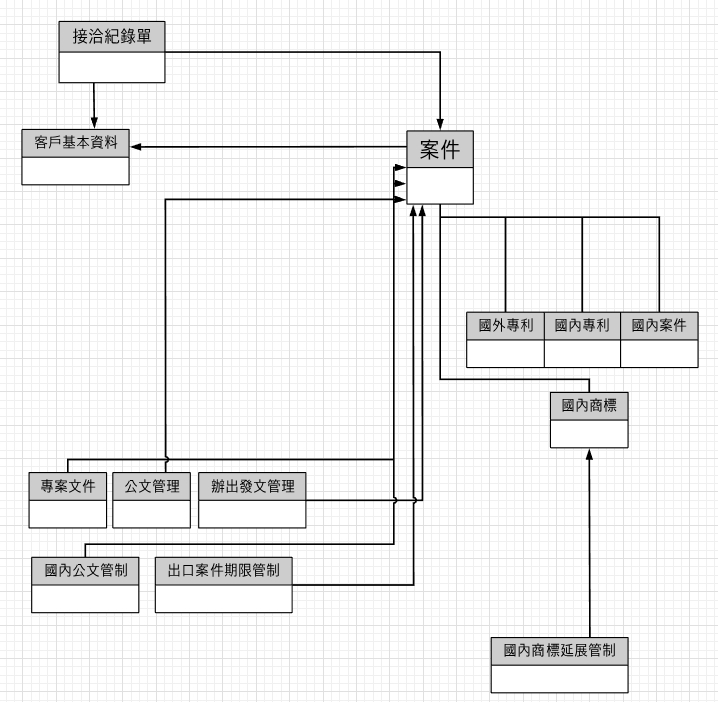 接洽紀錄單
客戶基本資料
案件
國外專利
國內專利
國內案件
國內商標
專案文件
公文管理
辦出發文管理
國內公文管制
出口案件期限管制
國內商標延展管制